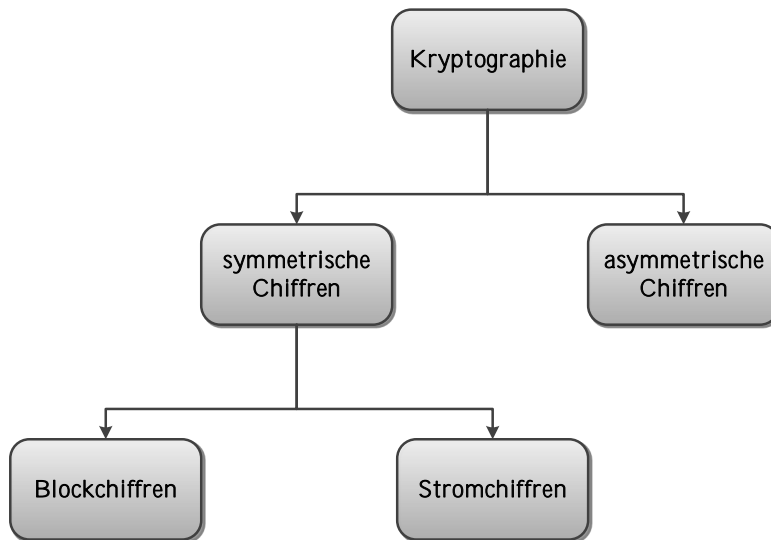 Kryptographie
symmetrische
Chiffren
asymmetrische
Chiffren
Blockchiffren
Stromchiffren